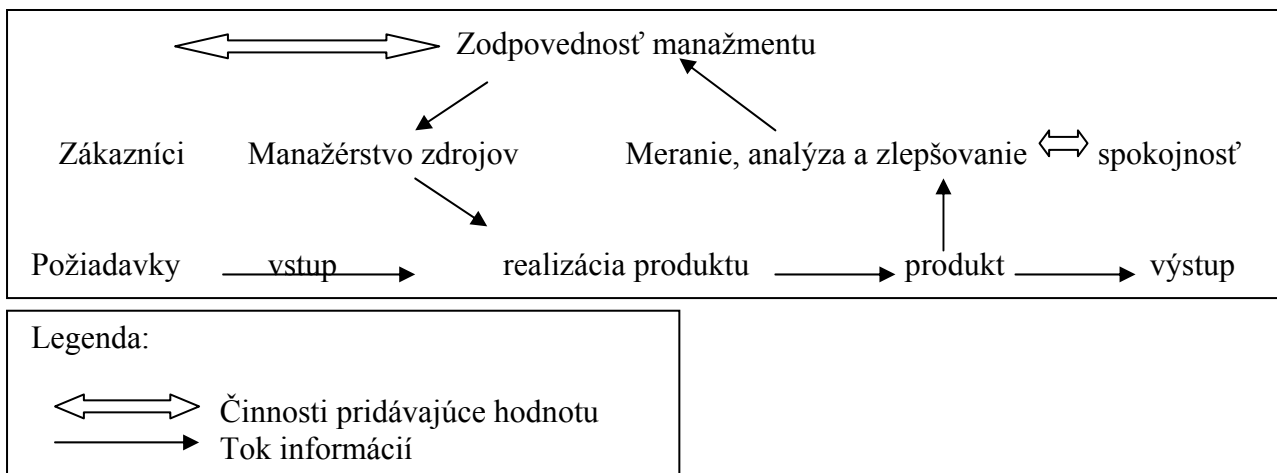 Zodpovednosť manažmentu
Zákazníci Manažérstvo zdrojov Meranie, analýza a zlepšovanie spokojnosť
Požiadavky vstup realizácia produktu produkt výstup
Legenda:
Činnosti pridávajúce hodnotu
Tok informácií